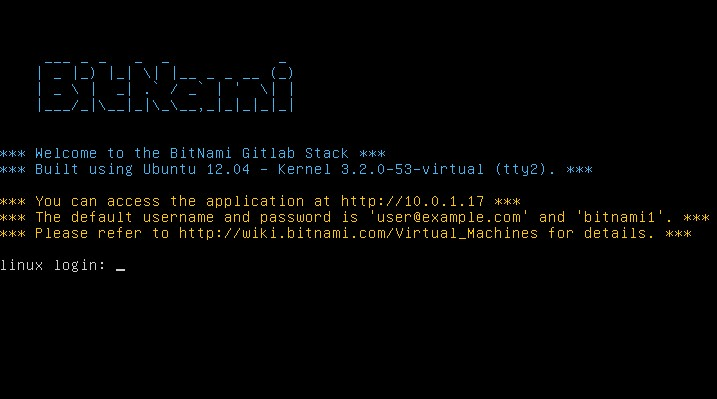 BitNami
*** Welcome to the BitNami Gitlab Stack ***
*** Built using Ubuntu 12.04 - Kernel 3.2.0-53-virtual (tty2). ***
*** You can access the application at http://10.0.1.17 ***
*** The default username and password is 'user@example.com' and 'bitnami1'. ***
*** Please refer to http://wiki.bitnami.com/Virtual_Machines for details. ***
linux login: _